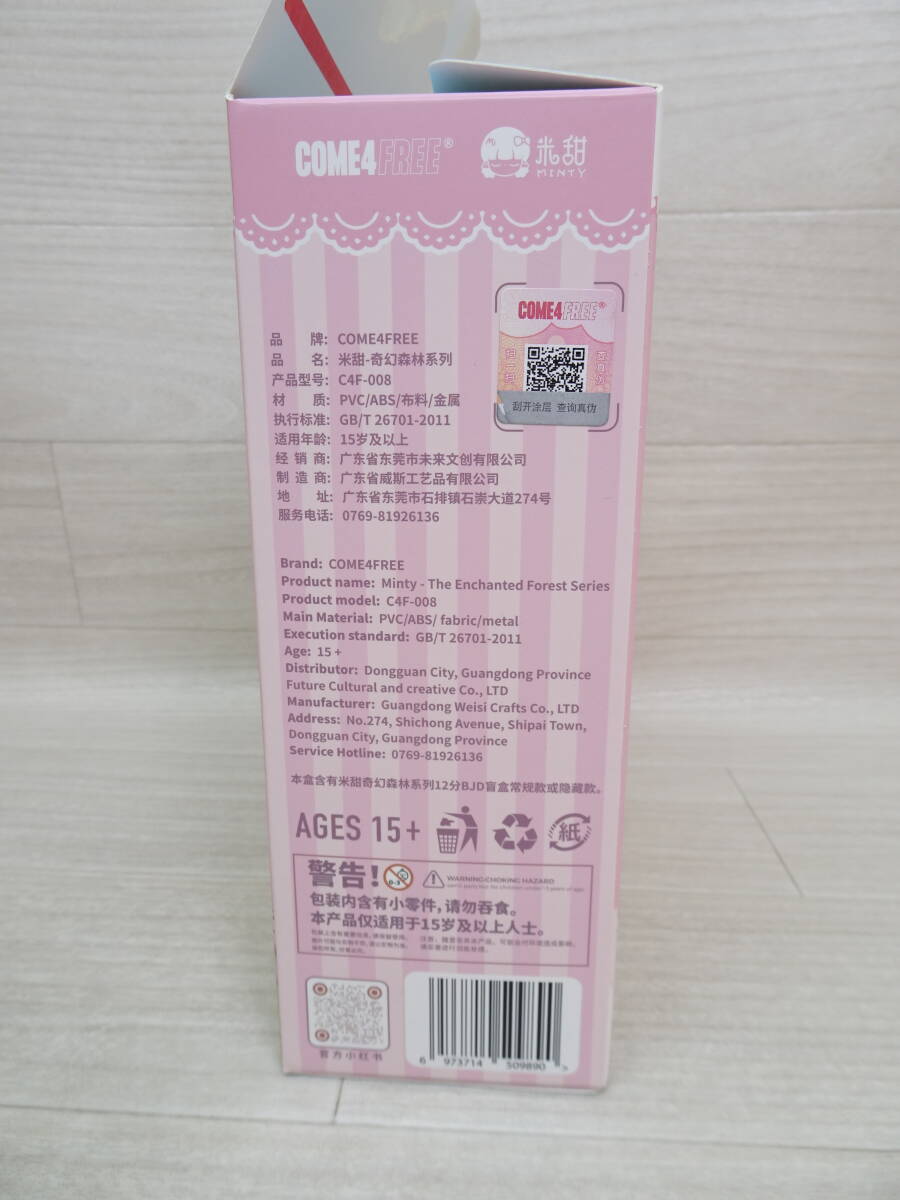 COME4FREE®
米甜
MINTY
COME4FREE®
刮开涂层 查询真伪
品 牌: COME4FREE
品 名: 米甜-奇幻森林系列
产品型号: C4F-008
材 质: PVC/ABS/布料/金属
执行标准: GB/T 26701-2011
适用年龄: 15岁及以上
经 销 商: 广东省东莞市未来文创有限公司
制 造 商: 广东省威斯工艺品有限公司
地 址: 广东省东莞市石排镇石崇大道274号
服务电话: 0769-81926136
Brand: COME4FREE
Product name: Minty - The Enchanted Forest Series
Product model: C4F-008
Main Material: PVC/ABS/ fabric/metal
Execution standard: GB/T 26701-2011
Age: 15 +
Distributor: Dongguan City, Guangdong Province
Future Cultural and creative Co., LTD
Manufacturer: Guangdong Weisi Crafts Co., LTD
Address: No.274, Shichong Avenue, Shipai Town,
Dongguan City, Guangdong Province
Service Hotline: 0769-81926136
本盒含有米甜奇幻森林系列12分BJD盲盒常规款或隐藏款。
AGES 15+
紙
警告! 0-3 WARNING:CHOKING HAZARD
包装内含有小零件,请勿吞食。
本产品仅适用于15岁及以上人士。
官方小红书
6 973714 509890 >